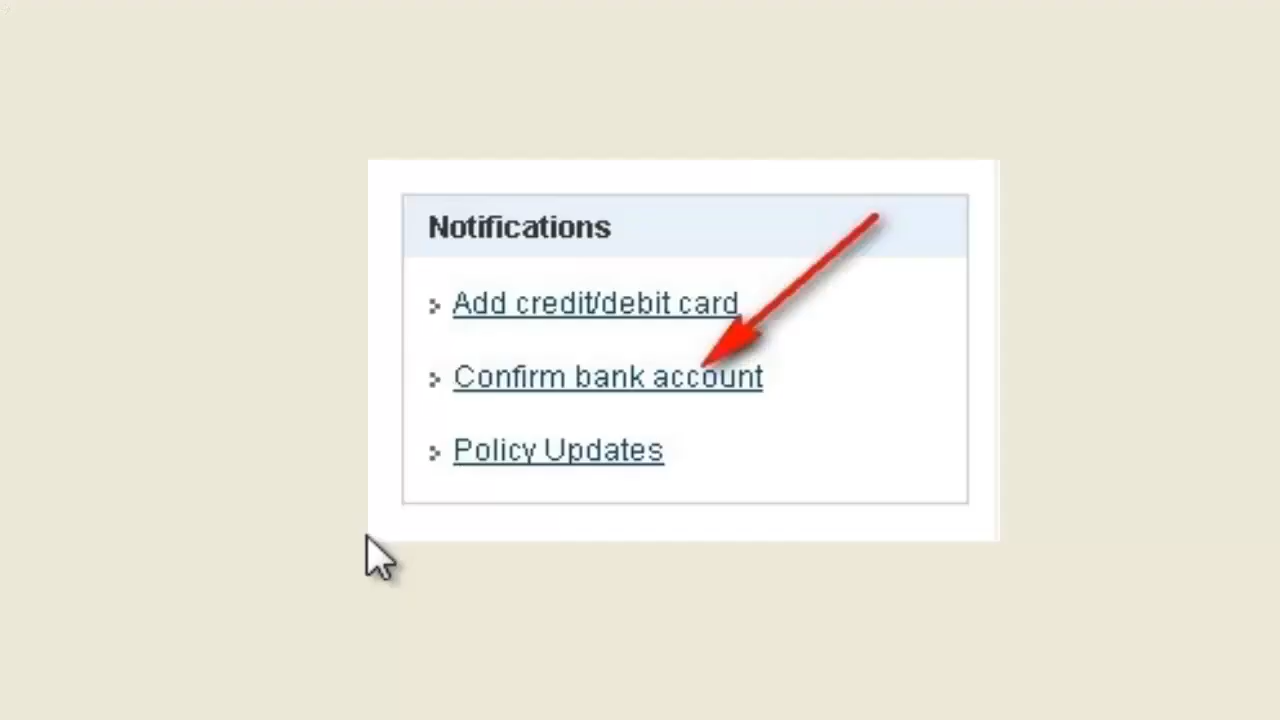 Notifications
Add credit/debit card
Confirm bank account
Policy Updates